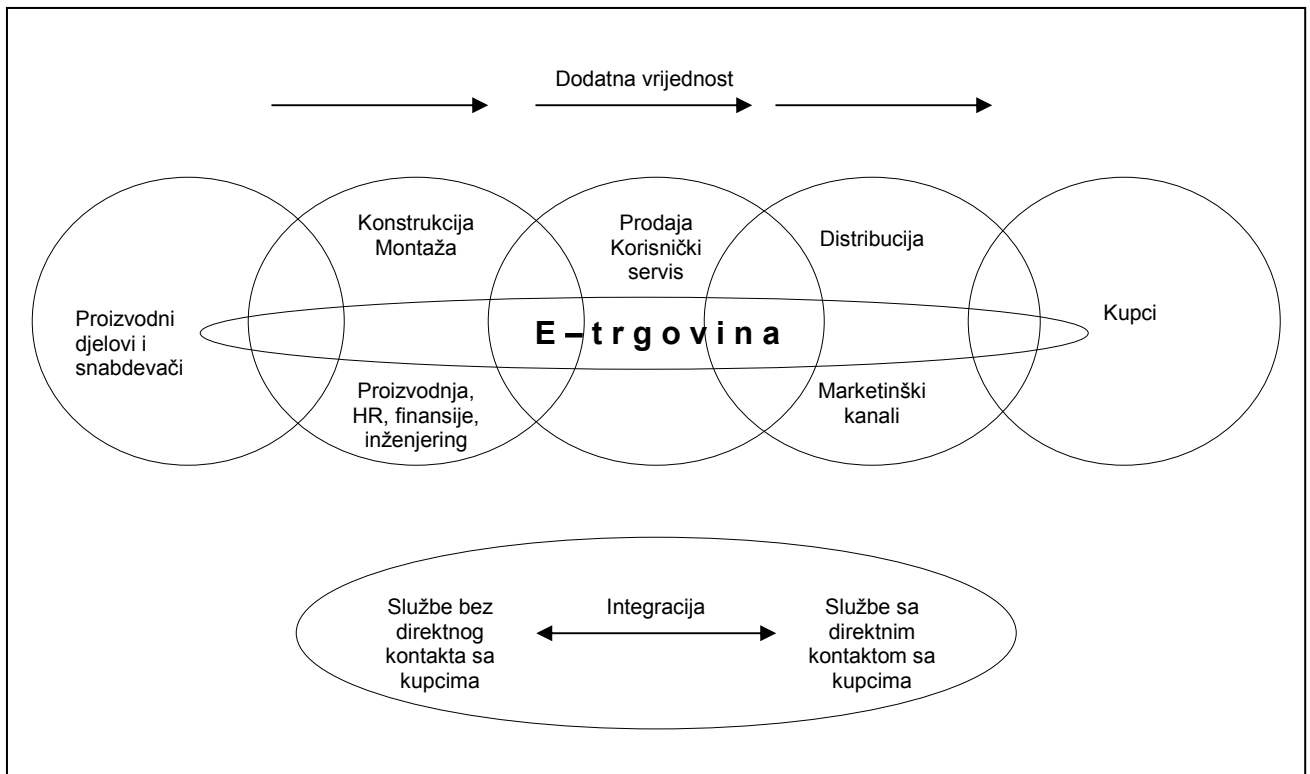 Dodatna vrijednost
Proizvodni
djelovi i
snabdevači
Konstrukcija
Montaža
Proizvodnja,
HR, finansije,
inženjering
Prodaja
Korisnički
servis
Distribucija
Marketinški
kanali
Kupci
E – t r g o v i n a
Službe bez
direktnog
kontakta sa
kupcima
Integracija
Službe sa
direktnim
kontaktom sa
kupcima